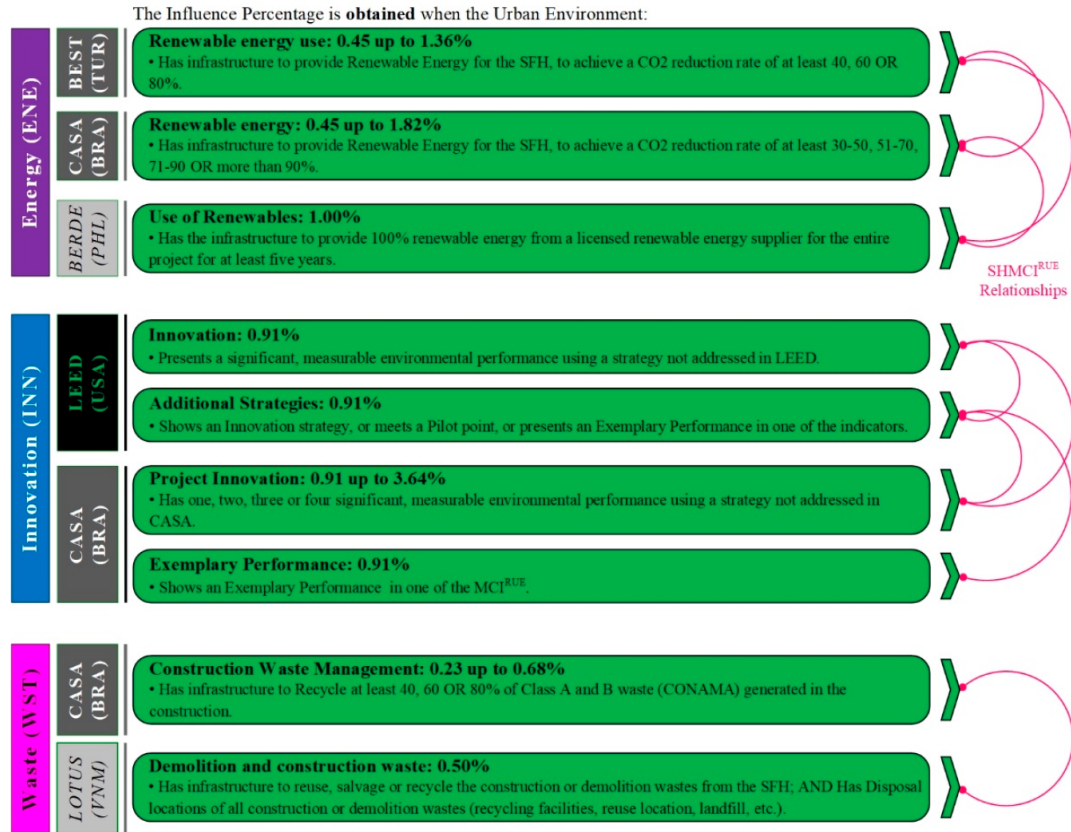 The Influence Percentage is obtained when the Urban Environment:
Energy (ENE)
BEST
(TUR)
Renewable energy use: 0.45 up to 1.36%
• Has infrastructure to provide Renewable Energy for the SFH, to achieve a CO2 reduction rate of at least 40, 60 OR
80%.
CASA
(BRA)
Renewable energy: 0.45 up to 1.82%
• Has infrastructure to provide Renewable Energy for the SFH, to achieve a CO2 reduction rate of at least 30-50, 51-70,
71-90 OR more than 90%.
BERDE
(PHL)
Use of Renewables: 1.00%
• Has the infrastructure to provide 100% renewable energy from a licensed renewable energy supplier for the entire
project for at least five years.
SHMCI^RUE
Relationships
Innovation (INN)
LEED
(USA)
Innovation: 0.91%
• Presents a significant, measurable environmental performance using a strategy not addressed in LEED.
Additional Strategies: 0.91%
• Shows an Innovation strategy, or meets a Pilot point, or presents an Exemplary Performance in one of the indicators.
CASA
(BRA)
Project Innovation: 0.91 up to 3.64%
• Has one, two, three or four significant, measurable environmental performance using a strategy not addressed in
CASA.
Exemplary Performance: 0.91%
• Shows an Exemplary Performance in one of the MCI^RUE.
Waste (WST)
CASA
(BRA)
Construction Waste Management: 0.23 up to 0.68%
• Has infrastructure to Recycle at least 40, 60 OR 80% of Class A and B waste (CONAMA) generated in the
construction.
LOTUS
(VNM)
Demolition and construction waste: 0.50%
• Has infrastructure to reuse, salvage or recycle the construction or demolition wastes from the SFH; AND Has Disposal
locations of all construction or demolition wastes (recycling facilities, reuse location, landfill, etc.).